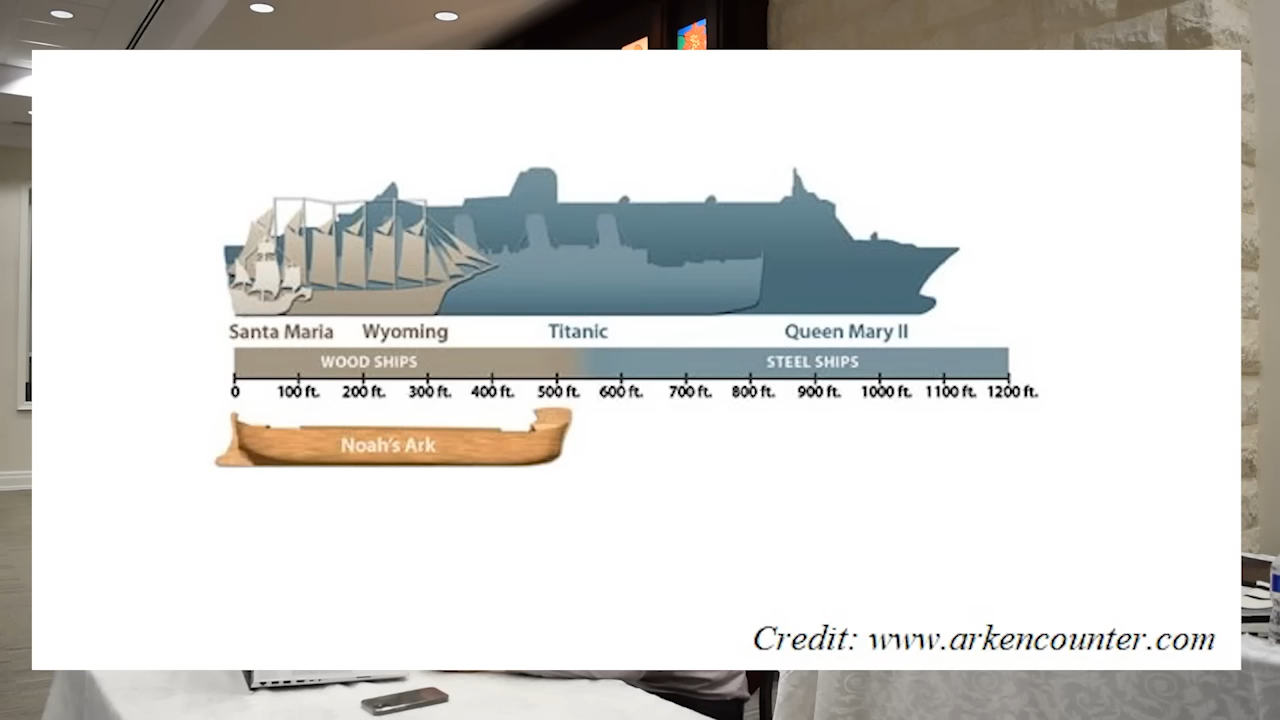 Santa Maria Wyoming Titanic Queen Mary II
WOOD SHIPS STEEL SHIPS
0 100 ft. 200 ft. 300 ft. 400 ft. 500 ft. 600 ft. 700 ft. 800 ft. 900 ft. 1000 ft. 1100 ft. 1200 ft.
Noah's Ark
Credit: www.arkencounter.com